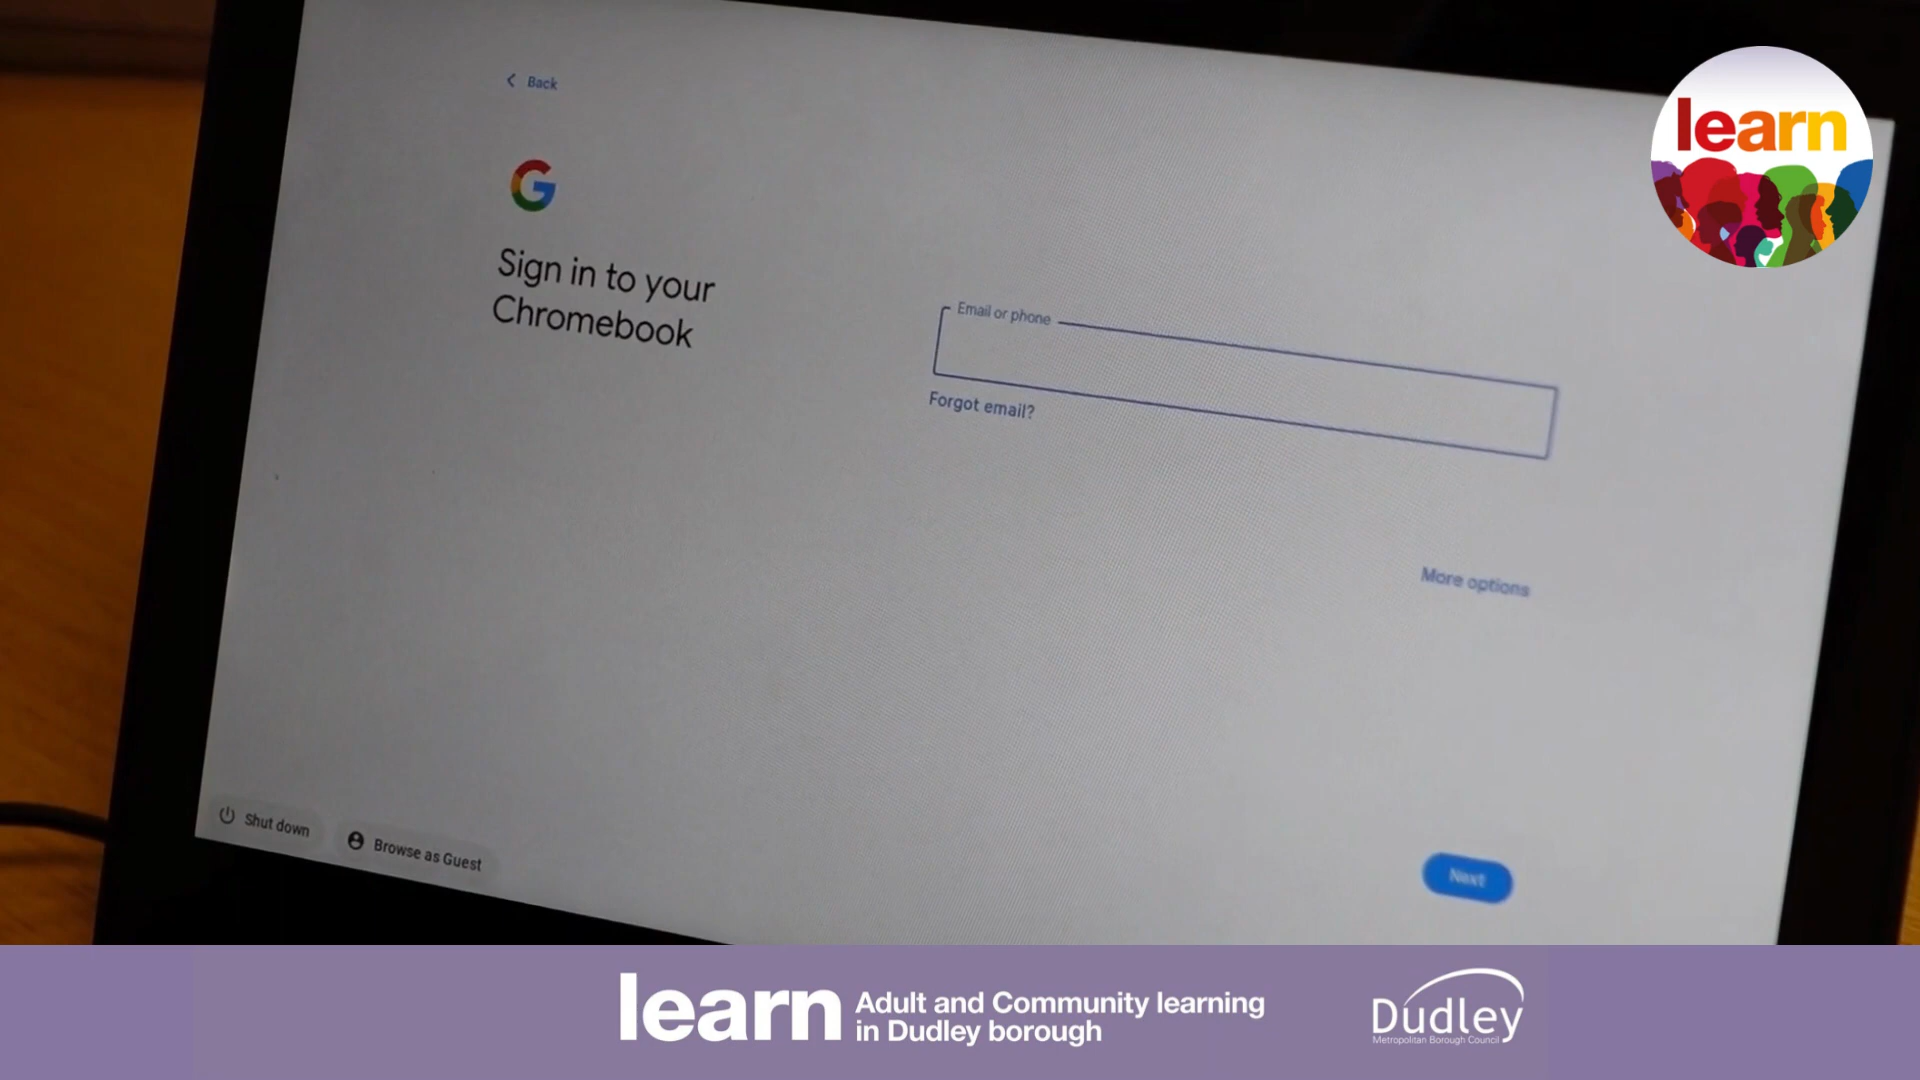 Back
learn
Sign in to your
Chromebook
Email or phone
Forgot email?
More options
Shut down
Browse as Guest
Next
learn
Adult and Community learning
in Dudley borough
Dudley
Metropolitan Borough Council